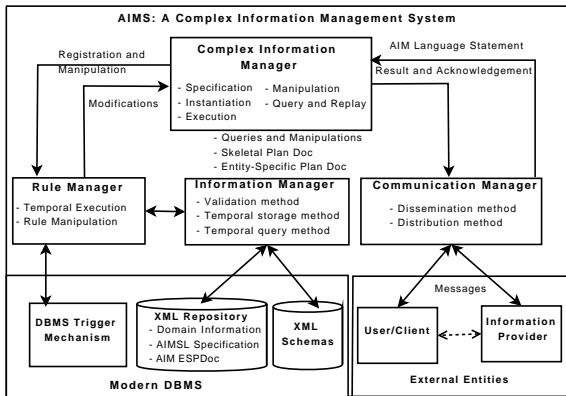 AIMS: A Complex Information Management System
Registration and
Manipulation
Modifications
Complex Information
Manager
- Specification
- Instantiation
- Execution
- Manipulation
- Query and Replay
AIM Language Statement
Result and Acknowledgement
- Queries and Manipulations
- Skeletal Plan Doc
- Entity-Specific Plan Doc
Rule Manager
- Temporal Execution
- Rule Manipulation
Information Manager
- Validation method
- Temporal storage method
- Temporal query method
Communication Manager
- Dissemination method
- Distribution method
DBMS Trigger
Mechanism
XML Repository
- Domain Information
- AIMSL Specification
- AIM ESPDoc
XML
Schemas
Modern DBMS
Messages
User/Client
Information
Provider
External Entities